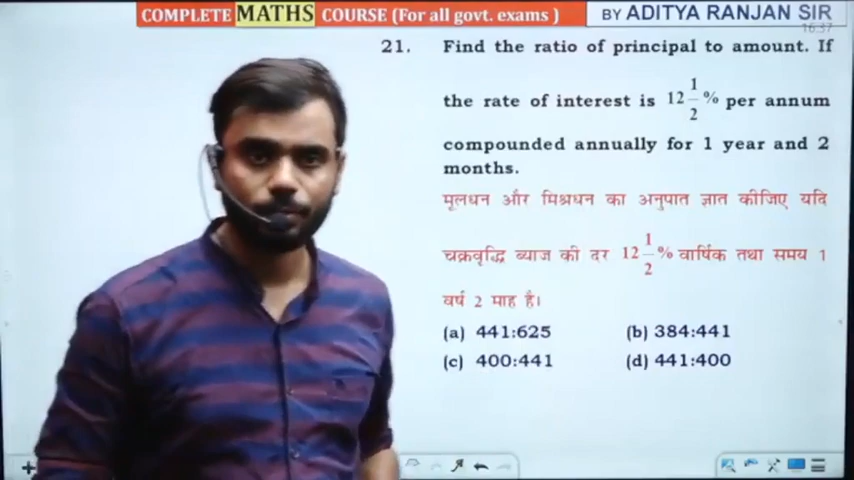 COMPLETE MATHS COURSE (For all govt. exams )
BY ADITYA RANJAN SIR
16:37
21. Find the ratio of principal to amount. If
the rate of interest is 12 1/2 % per annum
compounded annually for 1 year and 2
months.
मूलधन और मिश्रधन का अनुपात ज्ञात कीजिए यदि
चक्रवृद्धि ब्याज की दर 12 1/2 % वार्षिक तथा समय 1
वर्ष 2 माह है।
(a) 441:625 (b) 384:441
(c) 400:441 (d) 441:400